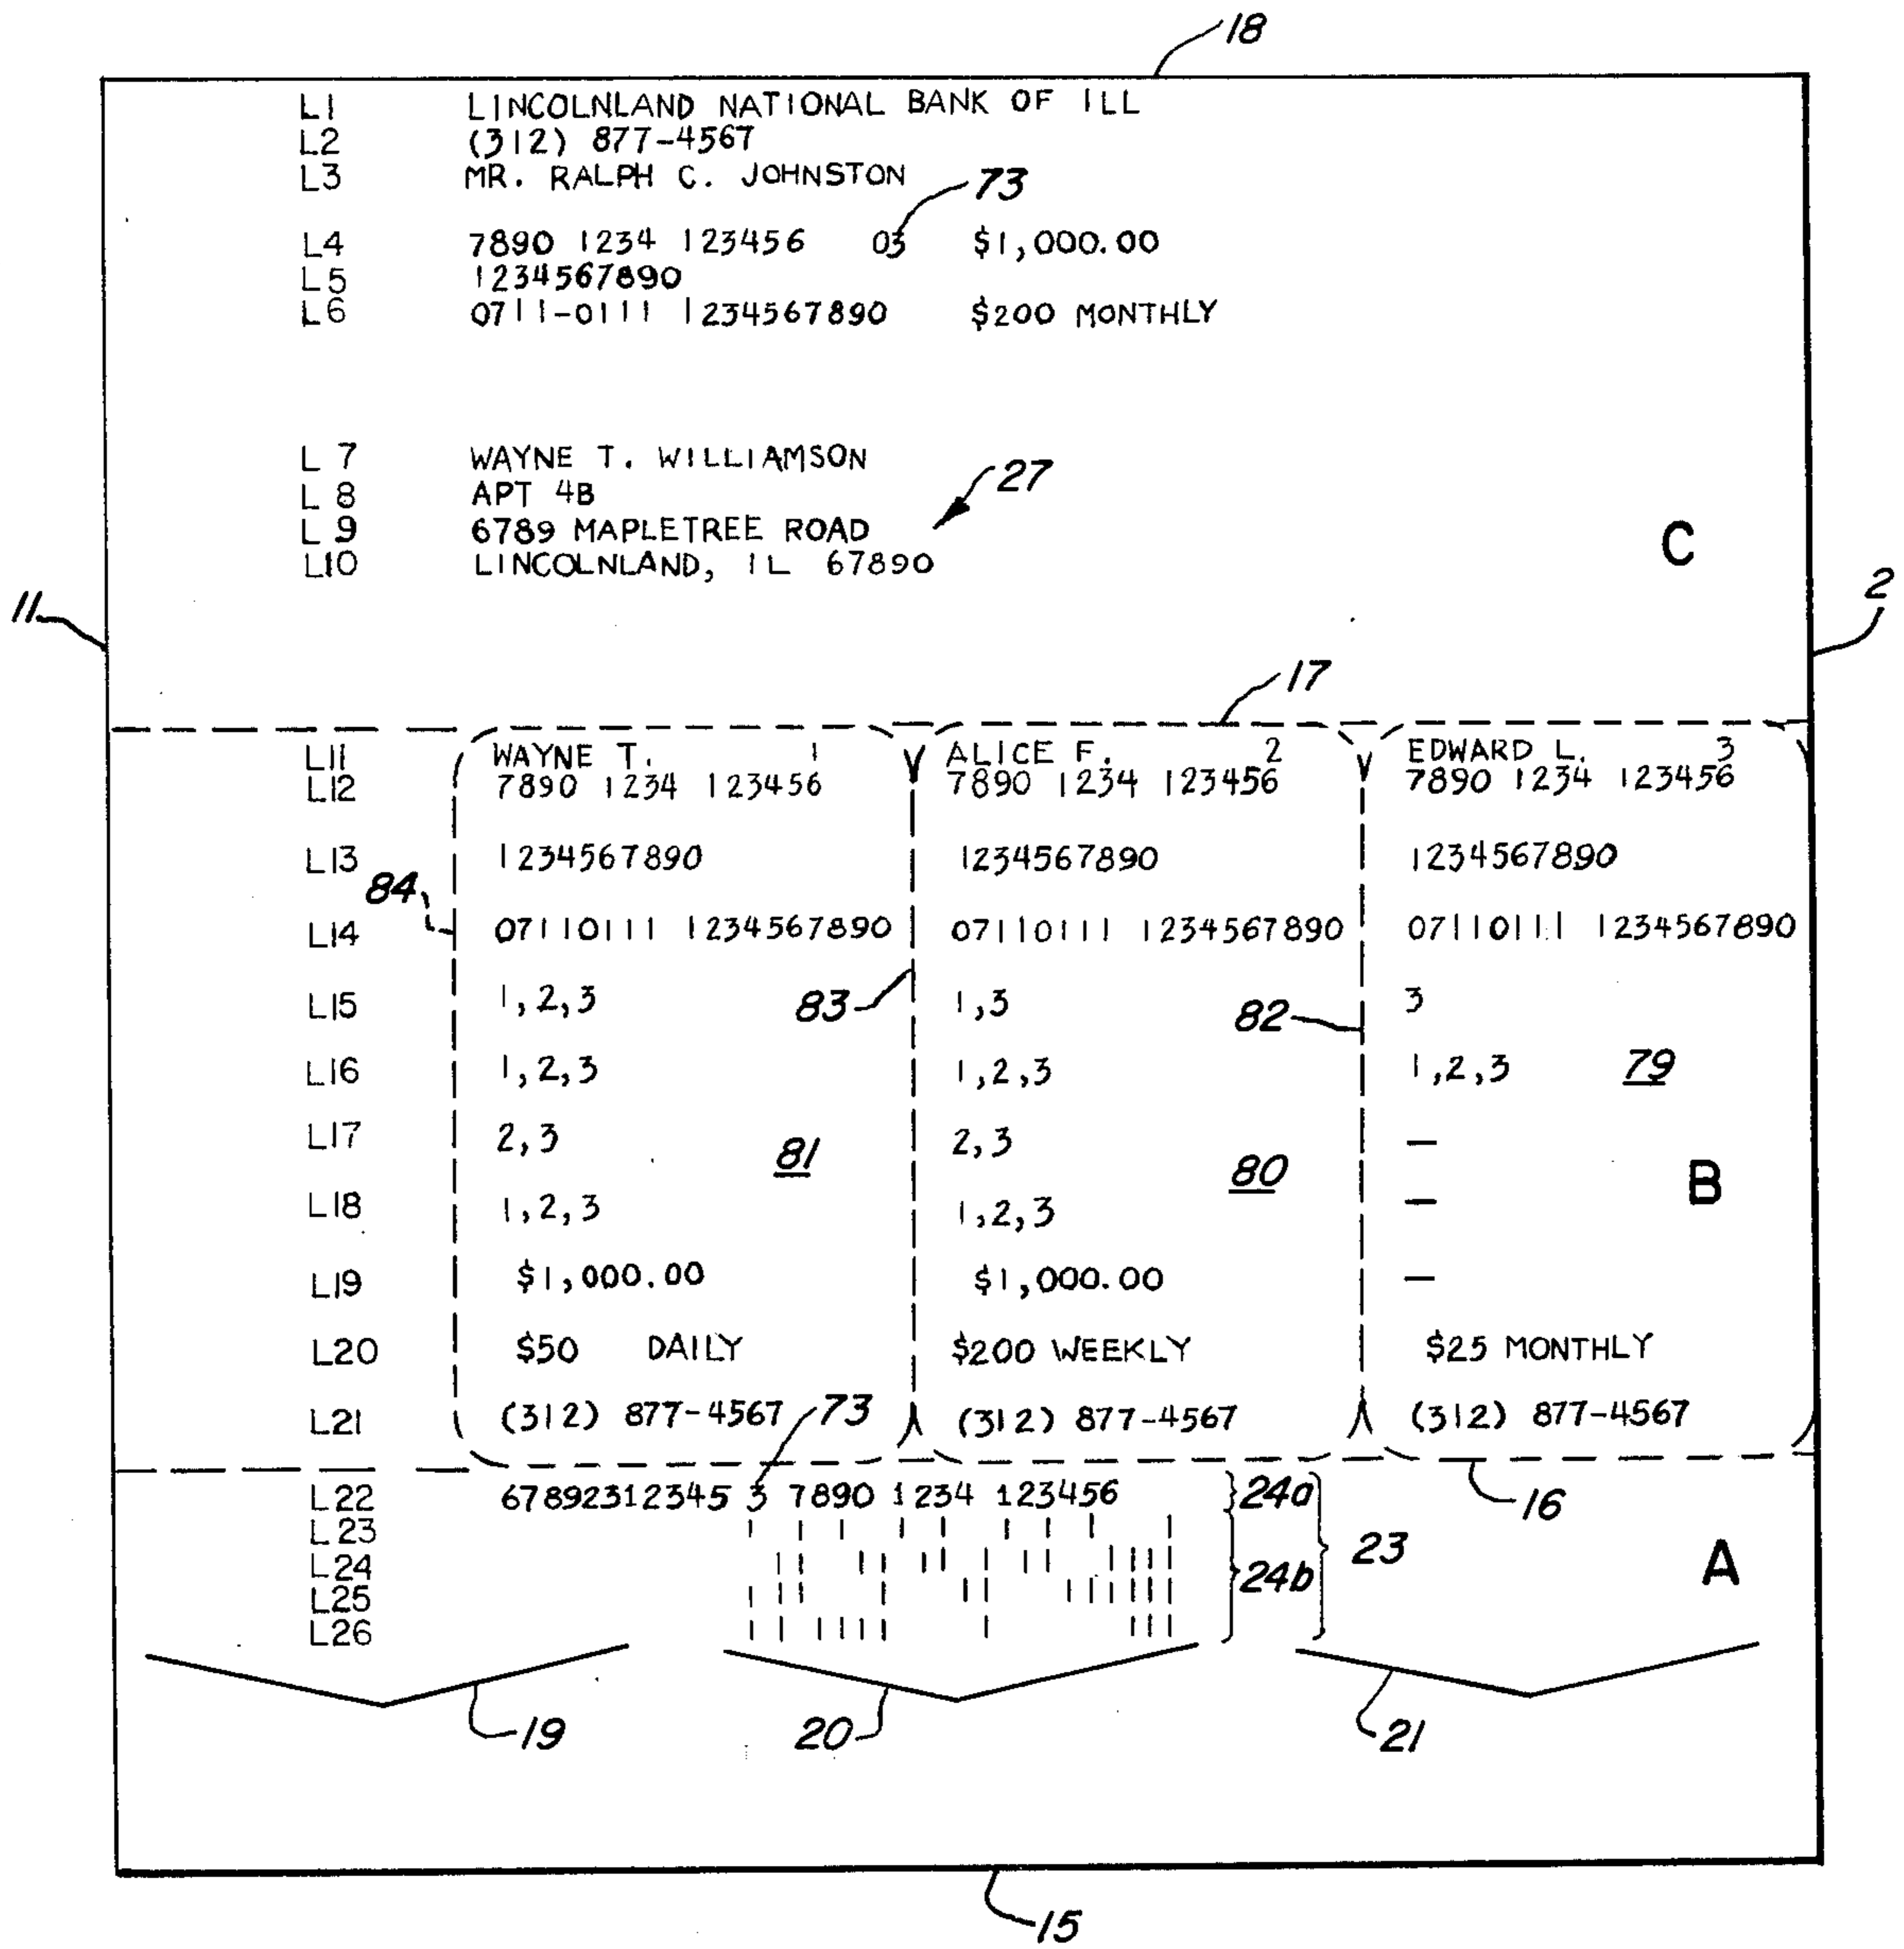 18
L1 LINCOLNLAND NATIONAL BANK OF ILL
L2 (312) 877-4567
L3 MR. RALPH C. JOHNSTON 73
L4 7890 1234 123456 03 $1,000.00
L5 1234567890
L6 0711-0111 1234567890 $200 MONTHLY
L7 WAYNE T. WILLIAMSON
27
L8 APT 4B
L9 6789 MAPLETREE ROAD
C
L10 LINCOLNLAND, IL 67890
11 2
17
L11 WAYNE T. 1 ALICE F. 2 EDWARD L. 3
L12 7890 1234 123456 7890 1234 123456 7890 1234 123456
L13 1234567890 1234567890 1234567890
84
L14 07110111 1234567890 07110111 1234567890 07110111 1234567890
L15 1,2,3 83 1,3 82 3
L16 1,2,3 1,2,3 1,2,3 79
L17 2,3 81 2,3 80 —
B
L18 1,2,3 1,2,3 —
L19 $1,000.00 $1,000.00 —
L20 $50 DAILY $200 WEEKLY $25 MONTHLY
L21 (312) 877-4567 73 (312) 877-4567 (312) 877-4567
L22 67892312345 3 7890 1234 123456 24a 16
L23 23
L24 24b A
L25
L26
19 20 21
15